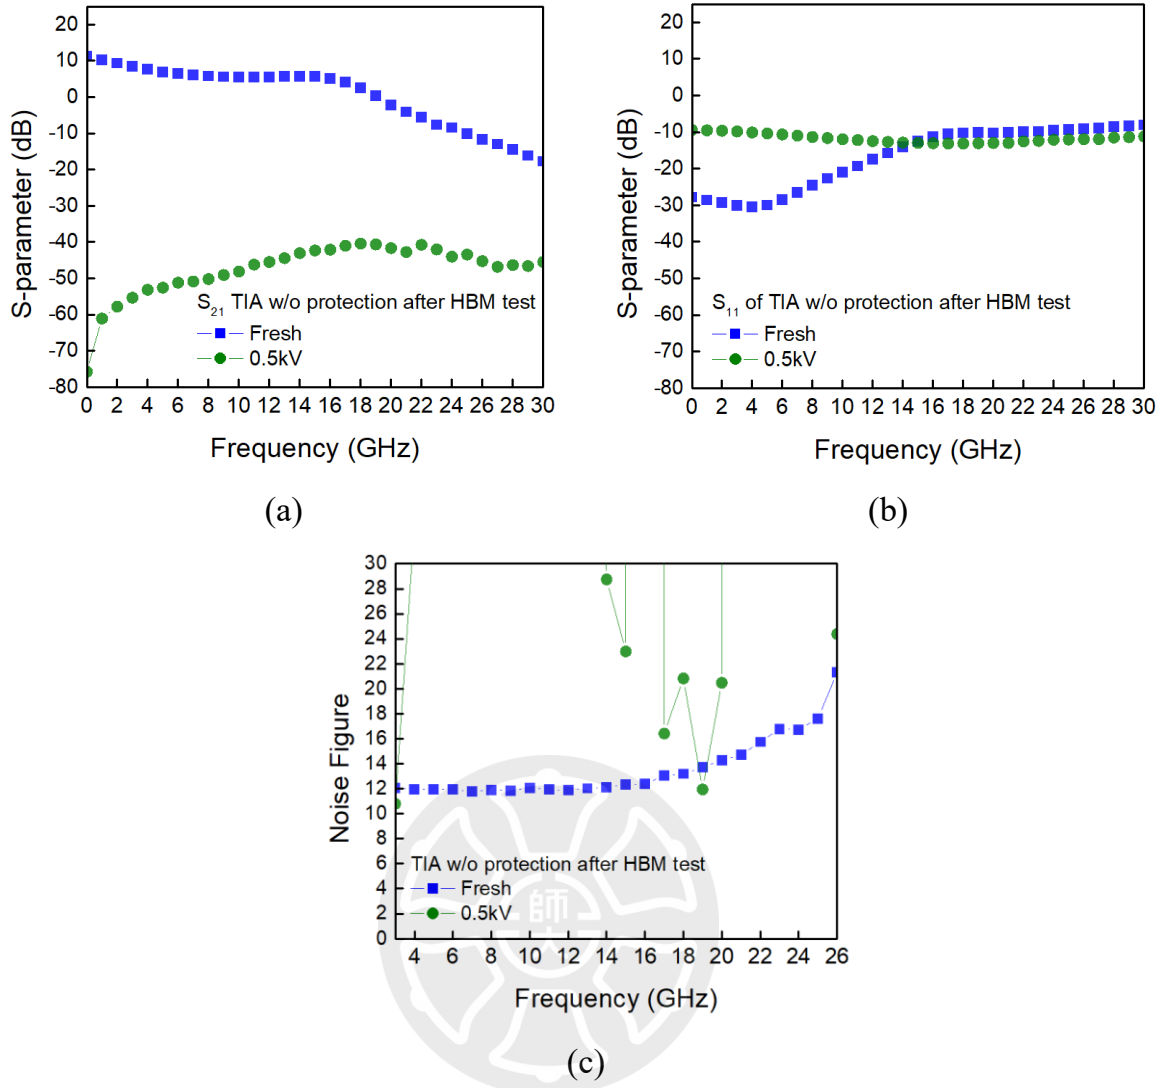 20
10
0
-10
-20
-30
-40
-50
-60
-70
-80
S-parameter (dB)
S21 TIA w/o protection after HBM test
Fresh
0.5kV
0 2 4 6 8 10 12 14 16 18 20 22 24 26 28 30
Frequency (GHz)
(a)
20
10
0
-10
-20
-30
-40
-50
-60
-70
-80
S-parameter (dB)
S11 of TIA w/o protection after HBM test
Fresh
0.5kV
0 2 4 6 8 10 12 14 16 18 20 22 24 26 28 30
Frequency (GHz)
(b)
30
28
26
24
22
20
18
16
14
12
10
8
6
4
2
0
Noise Figure
TIA w/o protection after HBM test
Fresh
0.5kV
師大
4 6 8 10 12 14 16 18 20 22 24 26
Frequency (GHz)
(c)